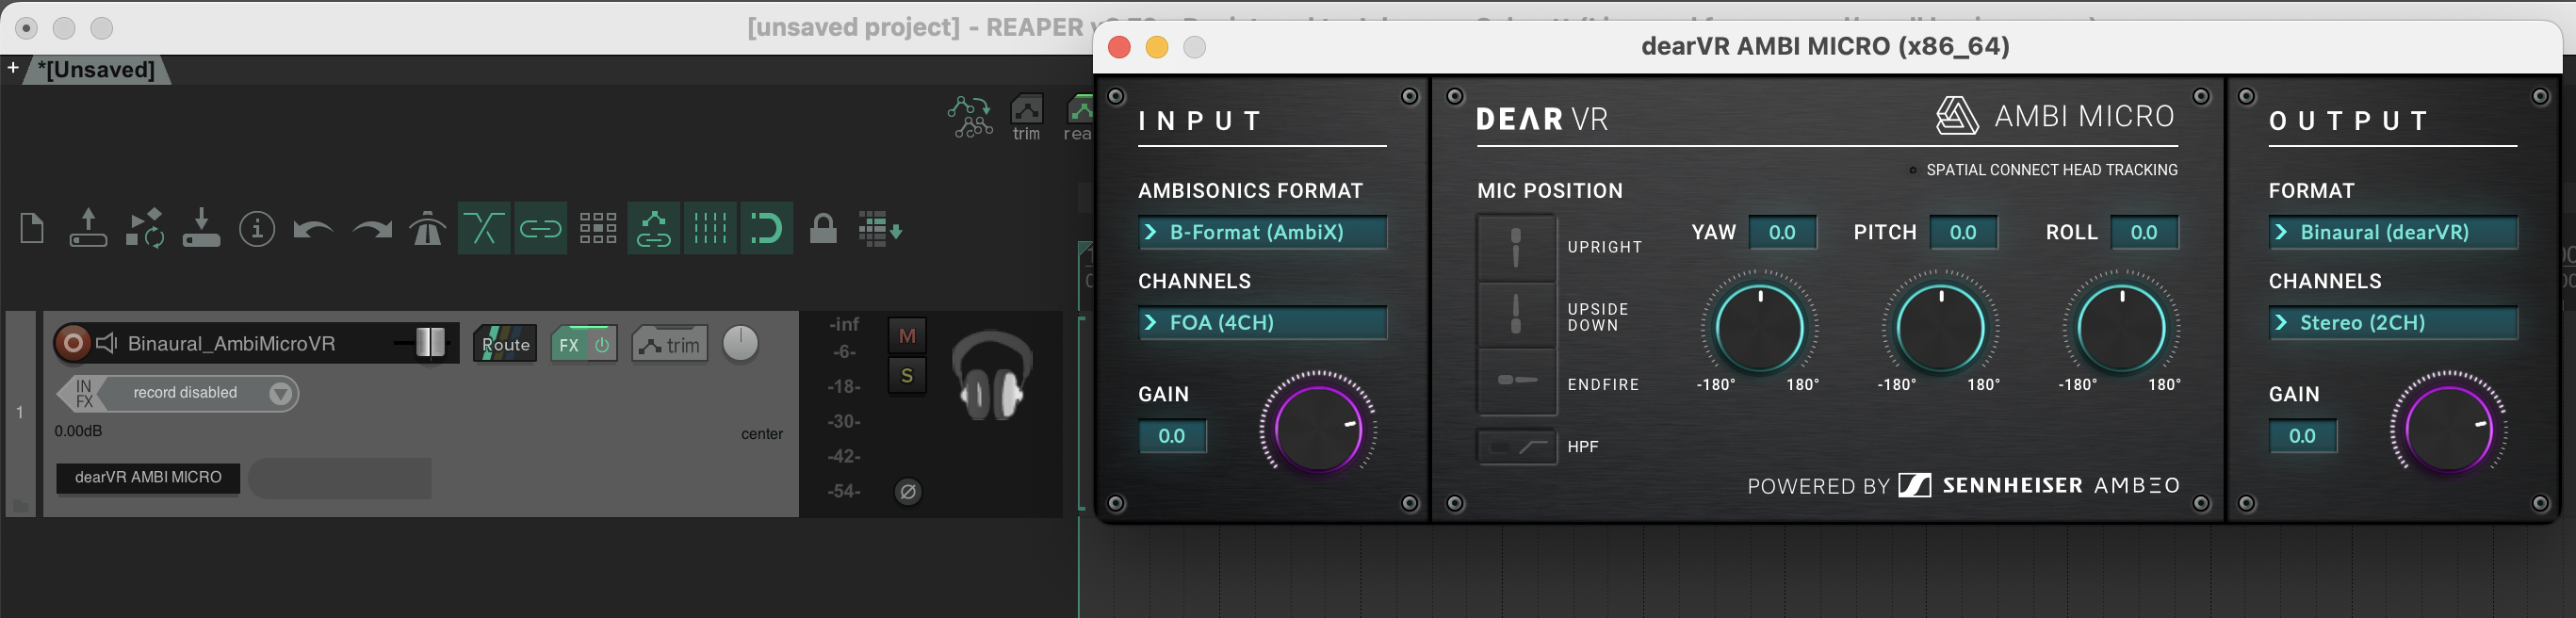 [unsaved project] - REAPER
dearVR AMBI MICRO (x86_64)
+ *[Unsaved]
trim
rea
INPUT
DEAR VR
AMBI MICRO
OUTPUT
SPATIAL CONNECT HEAD TRACKING
AMBISONICS FORMAT
MIC POSITION
FORMAT
B-Format (AmbiX)
YAW 0.0
PITCH 0.0
ROLL 0.0
Binaural (dearVR)
UPRIGHT
CHANNELS
CHANNELS
UPSIDE
DOWN
FOA (4CH)
Stereo (2CH)
ENDFIRE
-180° 180°
-180° 180°
-180° 180°
GAIN
GAIN
0.0
0.0
HPF
POWERED BY SENNHEISER AMBEO
1
Binaural_AmbiMicroVR
Route
FX
trim
IN
FX
record disabled
0.00dB
center
dearVR AMBI MICRO
-inf
-6-
-18-
-30-
-42-
-54-
M
S